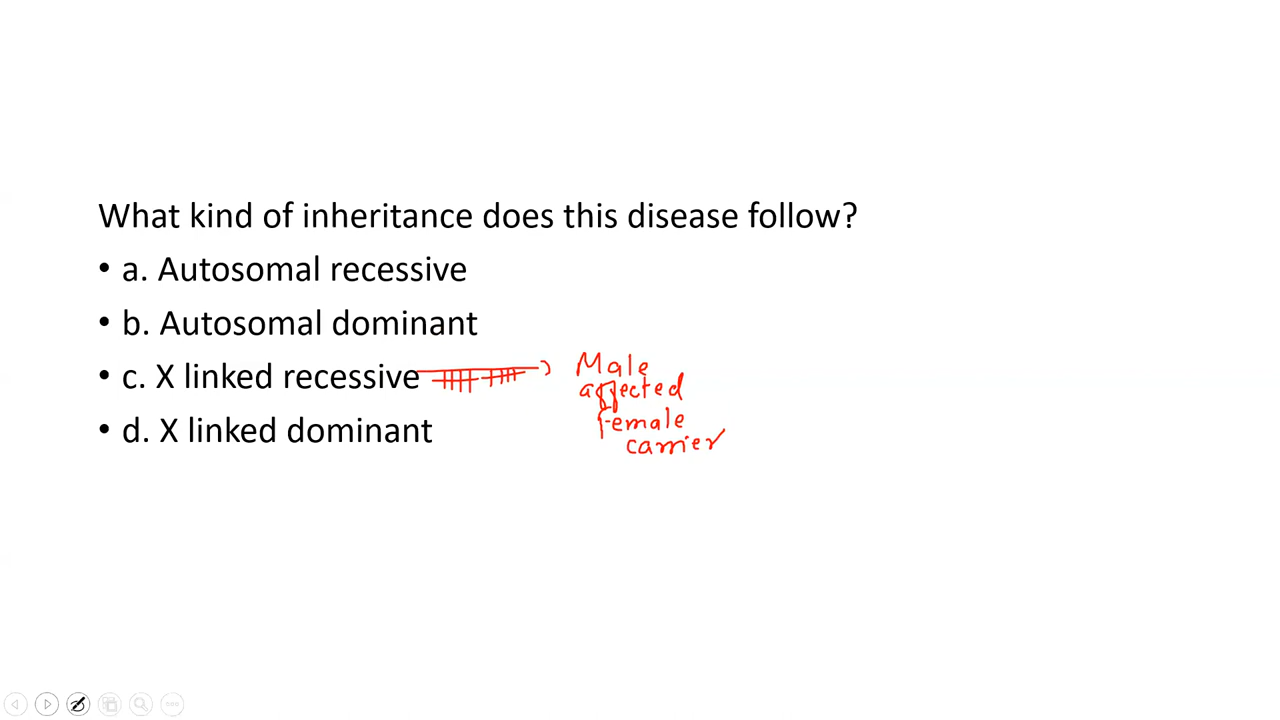 What kind of inheritance does this disease follow?
• a. Autosomal recessive
• b. Autosomal dominant
• c. X linked recessive
Male
affected
• d. X linked dominant
female
carrier